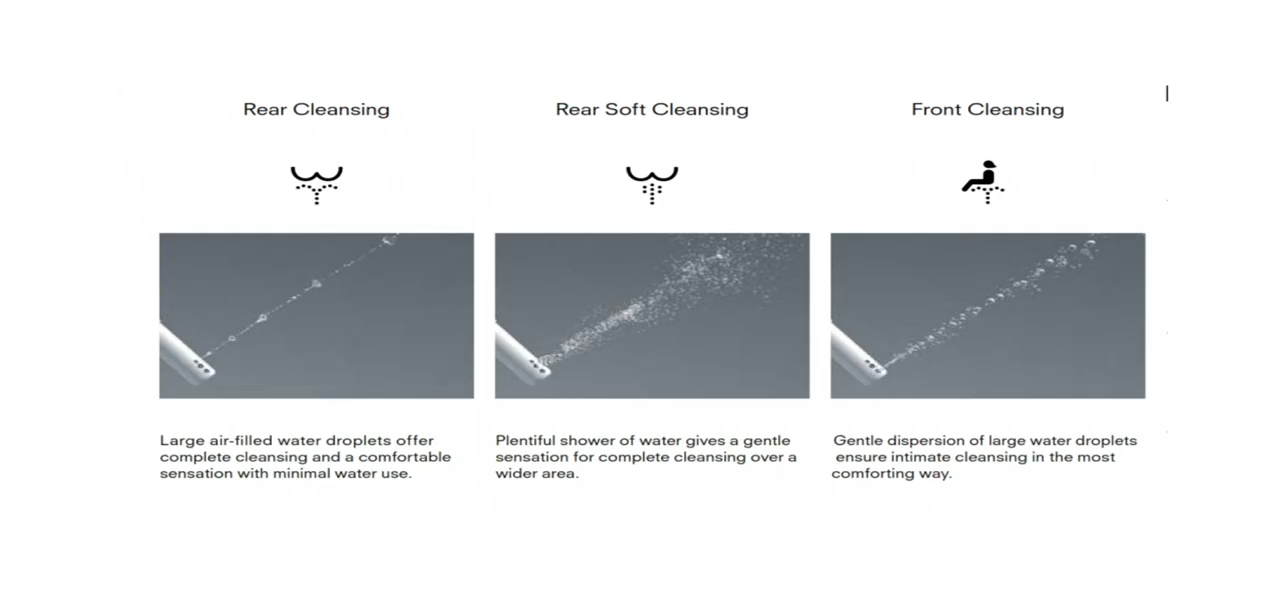 Rear Cleansing
Rear Soft Cleansing
Front Cleansing
Large air-filled water droplets offer
complete cleansing and a comfortable
sensation with minimal water use.
Plentiful shower of water gives a gentle
sensation for complete cleansing over a
wider area.
Gentle dispersion of large water droplets
ensure intimate cleansing in the most
comforting way.